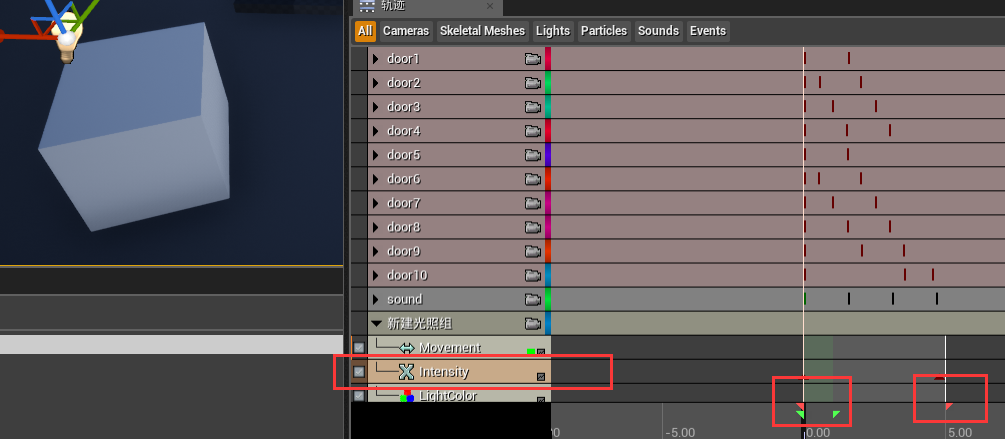 轨迹
All Cameras Skeletal Meshes Lights Particles Sounds Events
door1
door2
door3
door4
door5
door6
door7
door8
door9
door10
sound
新建光照组
Movement
Intensity
LightColor
0 -5.00 0.00 5.00